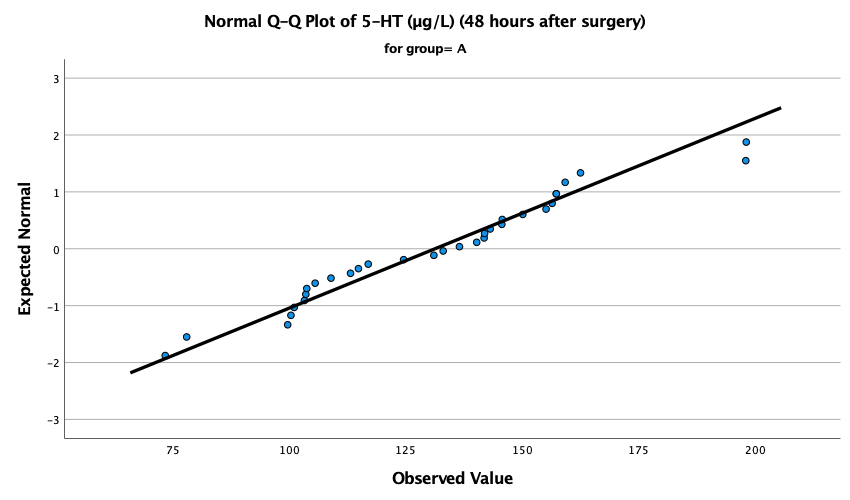 Normal Q-Q Plot of 5-HT (µg/L) (48 hours after surgery)
for group= A
3
2
1
0
-1
-2
-3
Expected Normal
75 100 125 150 175 200
Observed Value